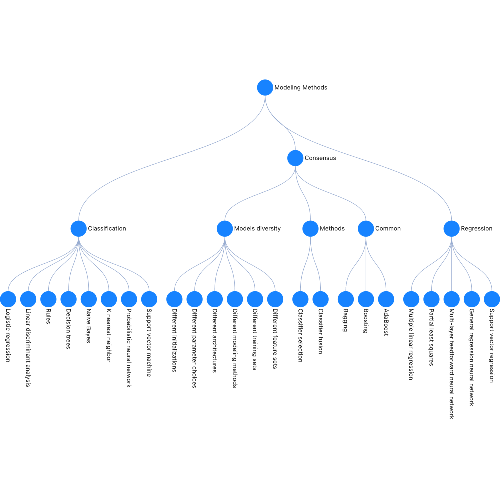 Modeling Methods
Consensus
Classification
Models diversity
Methods
Common
Regression
Logistic regression
Linear discriminant analysis
Rules
Decision trees
Naive Bayes
K nearest neighbor
Probabilistic neural network
Support vector machine
Different initializations
Different parameter choices
Different architectures
Different modeling methods
Different training sets
Different feature sets
Classifier selection
Classifier fusion
Bagging
Boosting
AdaBoost
Multiple linear regression
Partial least squares
Multi-layer feedforward neural network
General regression neural network
Support vector regression